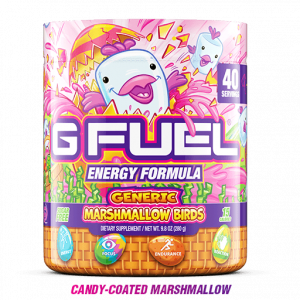 40
SERVINGS
G FUEL
ENERGY FORMULA
GENERIC
MARSHMALLOW BIRDS
DIETARY SUPPLEMENT • NET WT. 9.8 OZ (280 G)
FOCUS
ENDURANCE
CANDY-COATED MARSHMALLOW